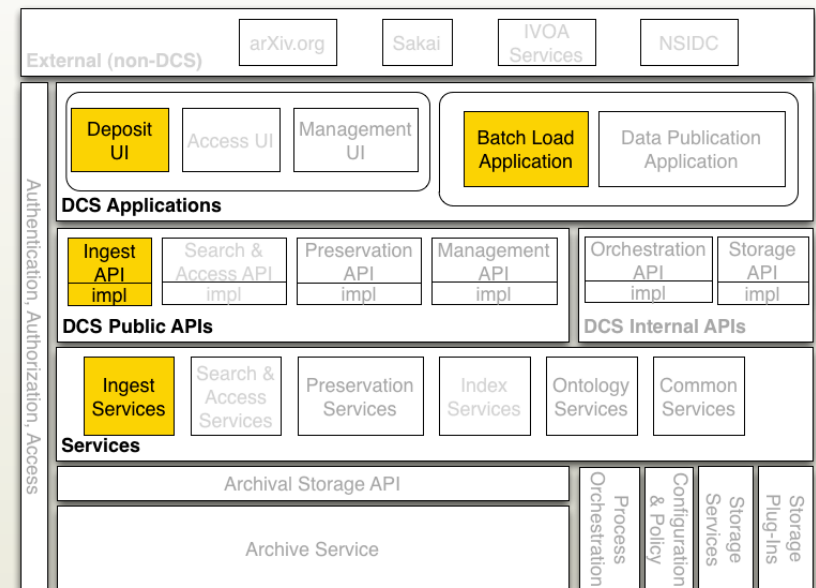 External (non-DCS)
arXiv.org
Sakai
IVOA
Services
NSIDC
Authentication, Authorization, Access
Deposit
UI
Access UI
Management
UI
Batch Load
Application
Data Publication
Application
DCS Applications
Ingest
API
impl
Search &
Access API
impl
Preservation
API
impl
Management
API
impl
Orchestration
API
impl
Storage
API
impl
DCS Public APIs
DCS Internal APIs
Ingest
Services
Search &
Access
Services
Preservation
Services
Index
Services
Ontology
Services
Common
Services
Services
Archival Storage API
Archive Service
Process
Orchestration
Configuration
& Policy
Storage
Services
Storage
Plug-Ins